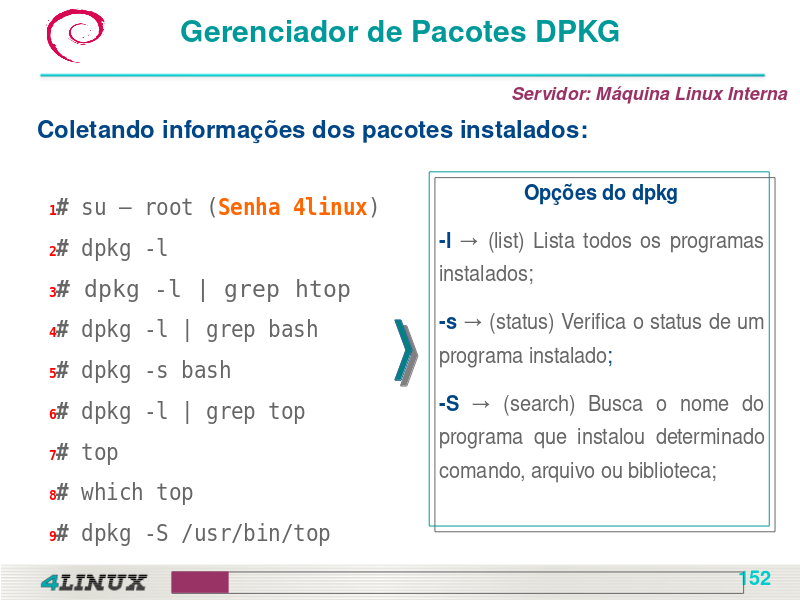 Gerenciador de Pacotes DPKG
Servidor: Máquina Linux Interna
Coletando informações dos pacotes instalados:
1# su – root (Senha 4linux)
2# dpkg -l
3# dpkg -l | grep htop
4# dpkg -l | grep bash
5# dpkg -s bash
6# dpkg -l | grep top
7# top
8# which top
9# dpkg -S /usr/bin/top
Opções do dpkg
-l → (list) Lista todos os programas
instalados;
-s → (status) Verifica o status de um
programa instalado;
-S → (search) Busca o nome do
programa que instalou determinado
comando, arquivo ou biblioteca;
4LINUX
152